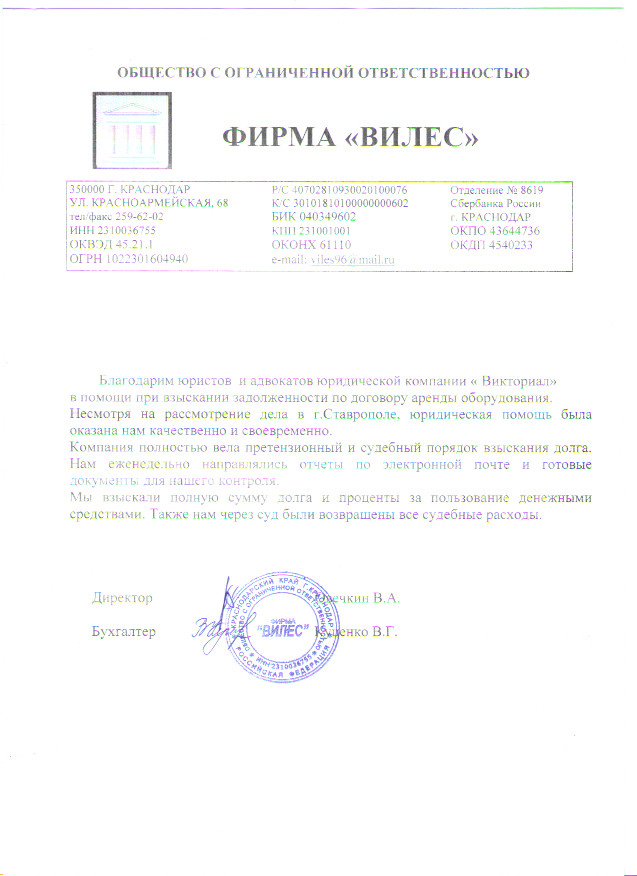 ОБЩЕСТВО С ОГРАНИЧЕННОЙ ОТВЕТСТВЕННОСТЬЮ
ФИРМА «ВИЛЕС»
350000 Г. КРАСНОДАР Р/С 40702810930020100076 Отделение № 8619
УЛ. КРАСНОАРМЕЙСКАЯ, 68 К/С 30101810100000000602 Сбербанка России
тел/факс 259-62-02 БИК 040349602 г. КРАСНОДАР
ИНН 2310036755 КПП 231001001 ОКПО 43644736
ОКВЭД 45.21.1 ОКОНХ 61110 ОКДП 4540233
ОГРН 1022301604940 e-mail: viles96@mail.ru
Благодарим юристов и адвокатов юридической компании « Викториал»
в помощи при взыскании задолженности по договору аренды оборудования.
Несмотря на рассмотрение дела в г.Ставрополе, юридическая помощь была
оказана нам качественно и своевременно.
Компания полностью вела претензионный и судебный порядок взыскания долга.
Нам еженедельно направлялись отчеты по электронной почте и готовые
документы для нашего контроля.
Мы взыскали полную сумму долга и проценты за пользование денежными
средствами. Также нам через суд были возвращены все судебные расходы.
Директор В.А.
Бухгалтер В.Г.
КРАСНОДАРСКИЙ КРАЙ Г.КРАСНОДАР
ОБЩЕСТВО С ОГРАНИЧЕННОЙ ОТВЕТСТВЕННОСТЬЮ
ФИРМА
"ВИЛЕС"
ИНН 2310036755
РОССИЙСКАЯ ФЕДЕРАЦИЯ